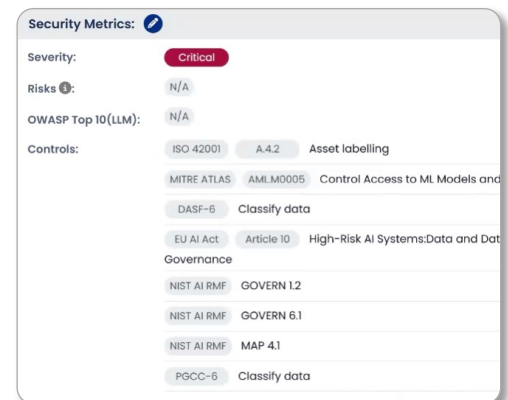 Security Metrics:
Severity: Critical
Risks i: N/A
OWASP Top 10(LLM): N/A
Controls: ISO 42001 A.4.2 Asset labelling
MITRE ATLAS AML.M0005 Control Access to ML Models and
DASF-6 Classify data
EU AI Act Article 10 High-Risk AI Systems:Data and Dat
Governance
NIST AI RMF GOVERN 1.2
NIST AI RMF GOVERN 6.1
NIST AI RMF MAP 4.1
PGCC-6 Classify data